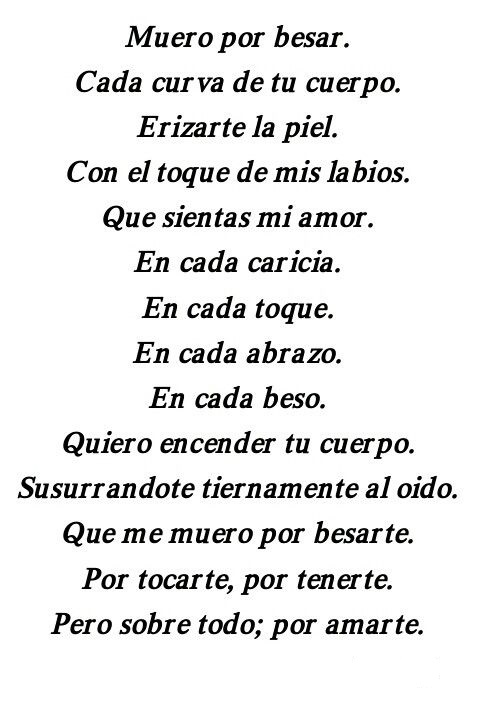 Muero por besar.
Cada curva de tu cuerpo.
Erizarte la piel.
Con el toque de mis labios.
Que sientas mi amor.
En cada caricia.
En cada toque.
En cada abrazo.
En cada beso.
Quiero encender tu cuerpo.
Susurrandote tiernamente al oido.
Que me muero por besarte.
Por tocarte, por tenerte.
Pero sobre todo; por amarte.